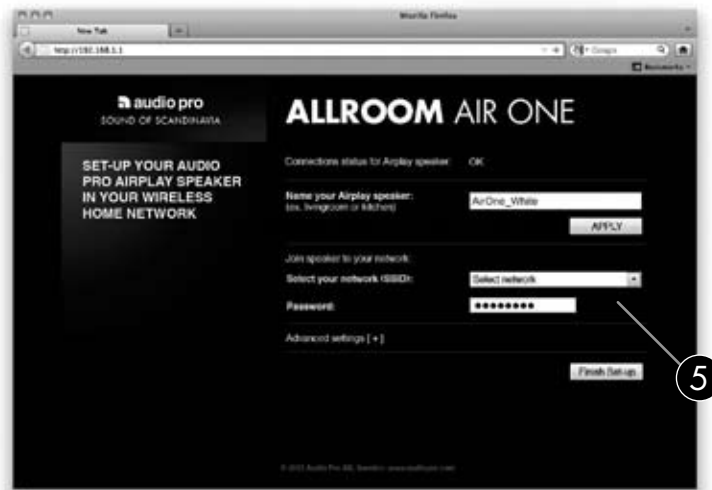 Mozilla Firefox
New Tab
http://192.168.1.1
Google
Bookmarks
audio pro
SOUND OF SCANDINAVIA
ALLROOM AIR ONE
SET-UP YOUR AUDIO
PRO AIRPLAY SPEAKER
IN YOUR WIRELESS
HOME NETWORK
Connections status for Airplay speaker: OK
Name your Airplay speaker: AirOne_White
(ex. livingroom or kitchen)
APPLY
Join speaker to your network:
Select your network (SSID): Select network
Password:
Advanced settings [+]
5
Finish Set-up